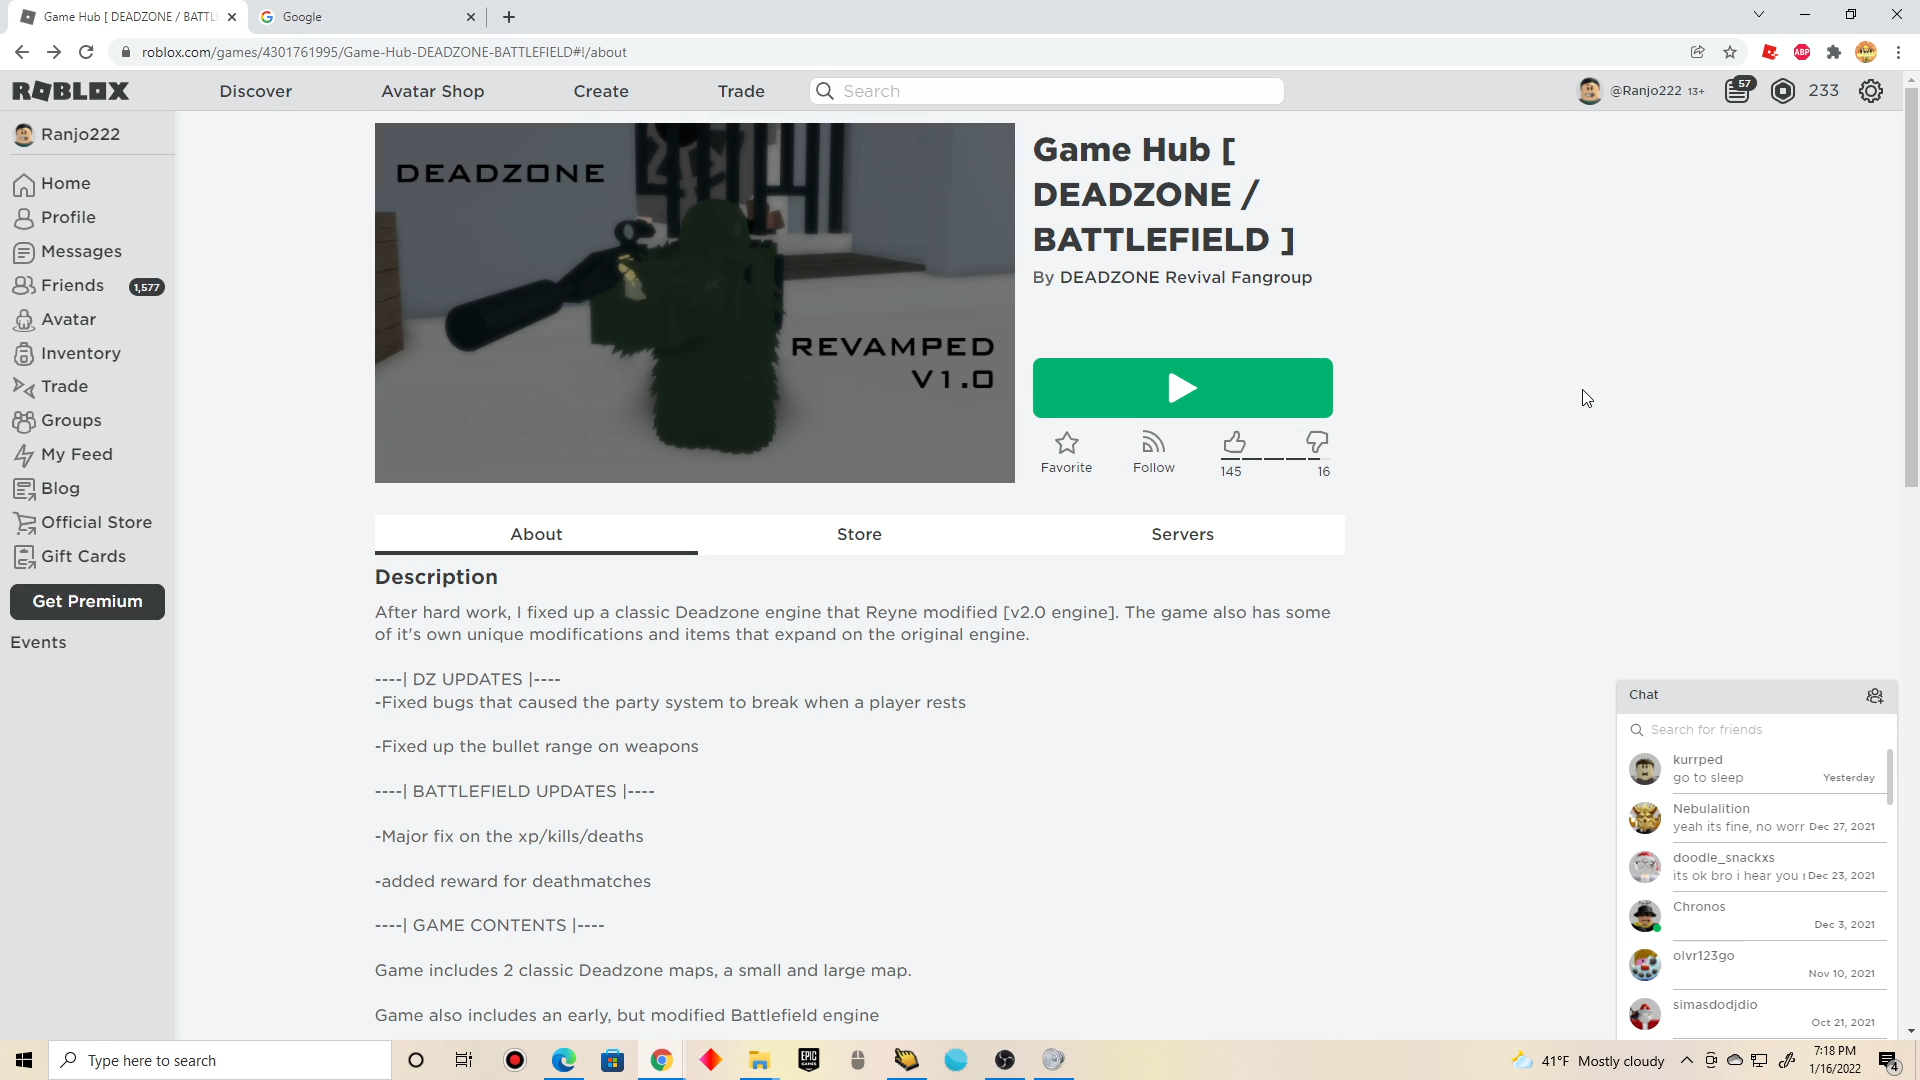 Game Hub [ DEADZONE / BATTLE
Google
roblox.com/games/4301761995/Game-Hub-DEADZONE-BATTLEFIELD#!/about
ABP
ROBLOX
Discover
Avatar Shop
Create
Trade
Search
@Ranjo222 13+
57
233
Ranjo222
Home
Profile
Messages
Friends
1,577
Avatar
Inventory
Trade
Groups
My Feed
Blog
Official Store
Gift Cards
Get Premium
Events
DEADZONE
REVAMPED
V1.0
Game Hub [
DEADZONE /
BATTLEFIELD ]
By DEADZONE Revival Fangroup
Favorite
Follow
145
16
About
Store
Servers
Description
After hard work, I fixed up a classic Deadzone engine that Reyne modified [v2.0 engine]. The game also has some
of it's own unique modifications and items that expand on the original engine.
----| DZ UPDATES |----
-Fixed bugs that caused the party system to break when a player rests
-Fixed up the bullet range on weapons
----| BATTLEFIELD UPDATES |----
-Major fix on the xp/kills/deaths
-added reward for deathmatches
----| GAME CONTENTS |----
Game includes 2 classic Deadzone maps, a small and large map.
Game also includes an early, but modified Battlefield engine
Chat
Search for friends
kurrped
go to sleep
Yesterday
Nebulalition
yeah its fine, no worr
Dec 27, 2021
doodle_snackxs
its ok bro i hear you
Dec 23, 2021
Chronos
Dec 3, 2021
olvr123go
Nov 10, 2021
simasdodjdio
Oct 21, 2021
Type here to search
EPIC
GAMES
41°F Mostly cloudy
7:18 PM
1/16/2022
4